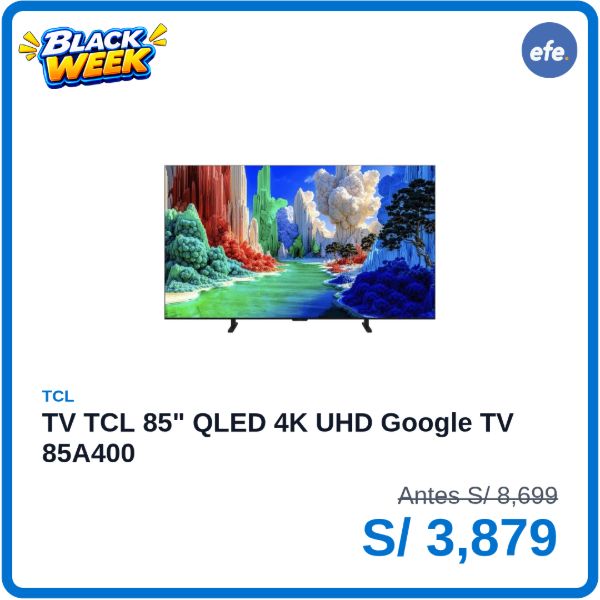 BLACK
WEEK
efe.
TCL
TV TCL 85" QLED 4K UHD Google TV
85A400
Antes S/ 8,699
S/ 3,879